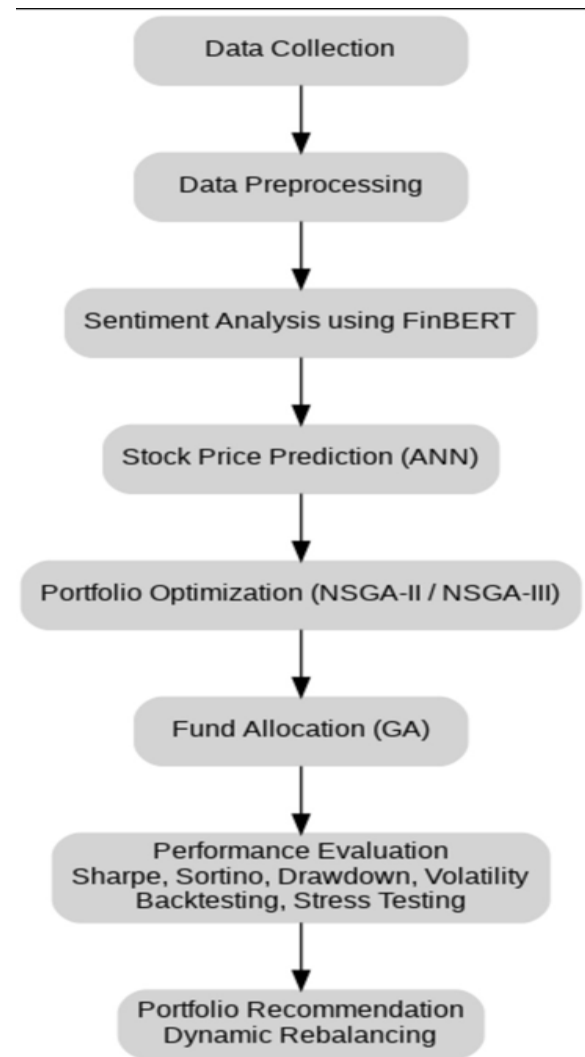 Data Collection
Data Preprocessing
Sentiment Analysis using FinBERT
Stock Price Prediction (ANN)
Portfolio Optimization (NSGA-II / NSGA-III)
Fund Allocation (GA)
Performance Evaluation
Sharpe, Sortino, Drawdown, Volatility
Backtesting, Stress Testing
Portfolio Recommendation
Dynamic Rebalancing